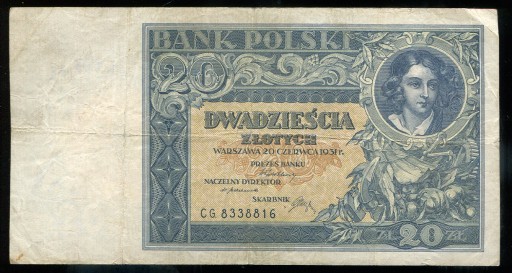 BANK POLSKI
20
DWADZIEŚCIA
ZŁOTYCH
WARSZAWA 20 CZERWCA 1931 r.
PREZES BANKU
NACZELNY DYREKTOR
SKARBNIK
CG. 8338816
ZŁ 20 ZŁ